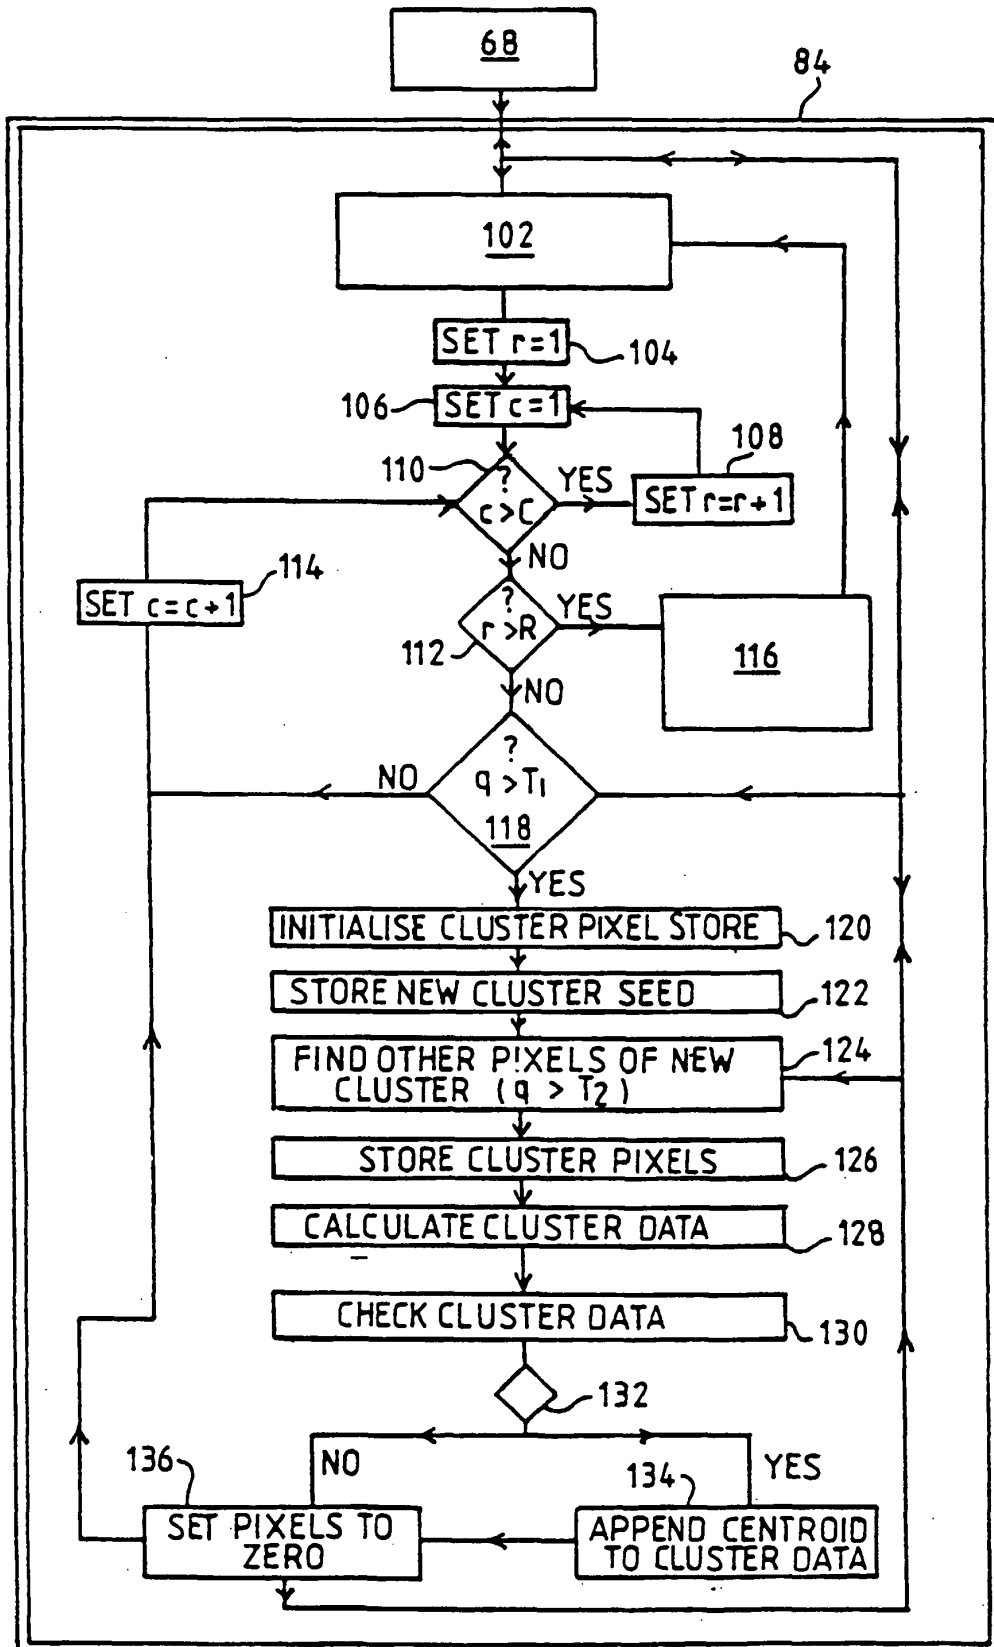 68
84
102
SET r=1
104
106
SET c=1
108
110
?
c>C
YES
SET r=r+1
NO
114
SET c=c+1
?
r>R
YES
112
116
NO
?
q>T1
118
NO
YES
INITIALISE CLUSTER PIXEL STORE
120
STORE NEW CLUSTER SEED
122
FIND OTHER PIXELS OF NEW
CLUSTER (q > T2)
124
STORE CLUSTER PIXELS
126
CALCULATE CLUSTER DATA
128
CHECK CLUSTER DATA
130
132
NO
YES
136
134
SET PIXELS TO
ZERO
APPEND CENTROID
TO CLUSTER DATA